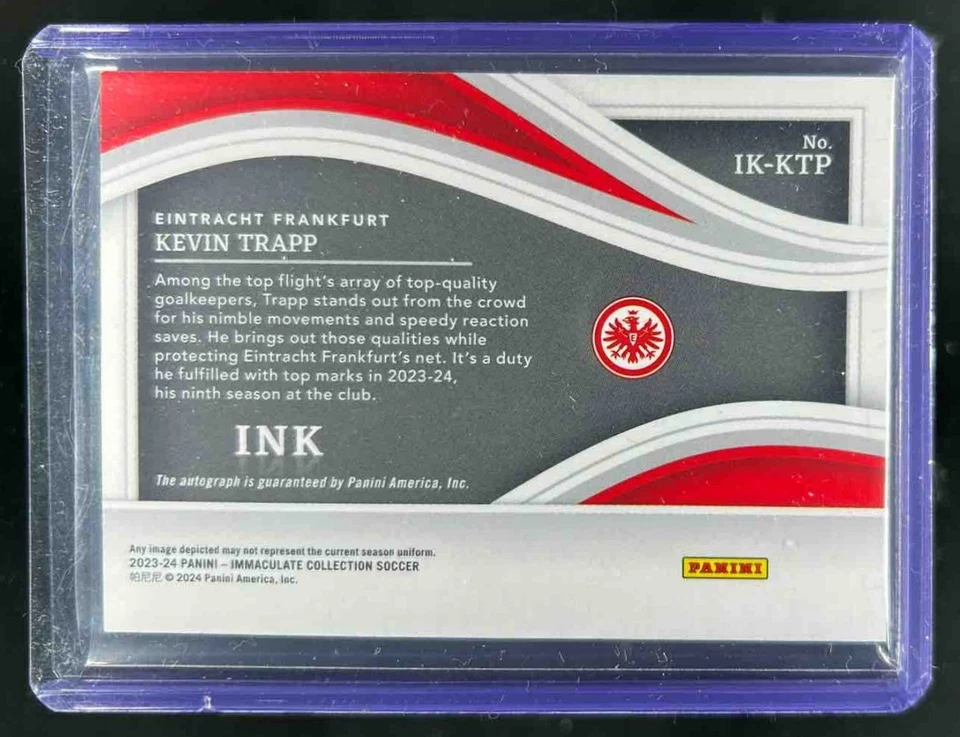 No.
IK-KTP
EINTRACHT FRANKFURT
KEVIN TRAPP
Among the top flight's array of top-quality
goalkeepers, Trapp stands out from the crowd
for his nimble movements and speedy reaction
saves. He brings out those qualities while
protecting Eintracht Frankfurt's net. It's a duty
he fulfilled with top marks in 2023-24,
his ninth season at the club.
INK
The autograph is guaranteed by Panini America, Inc.
Any image depicted may not represent the current season uniform.
2023-24 PANINI – IMMACULATE COLLECTION SOCCER
帕尼尼 © 2024 Panini America, Inc.
PANINI